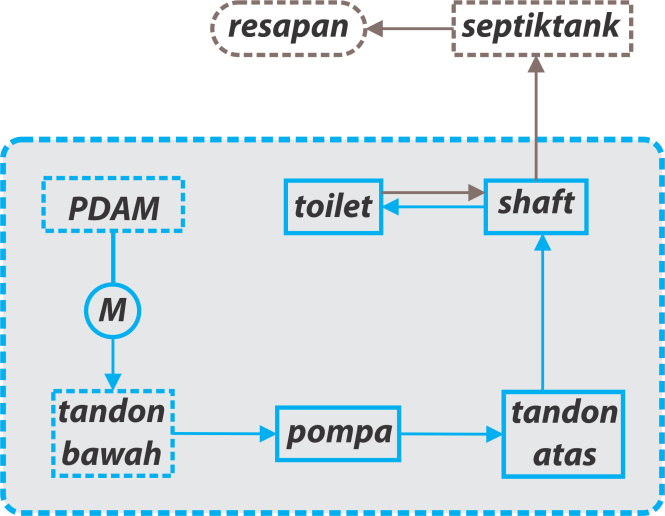 resapan
septiktank
PDAM
toilet
shaft
M
tandon
bawah
pompa
tandon
atas